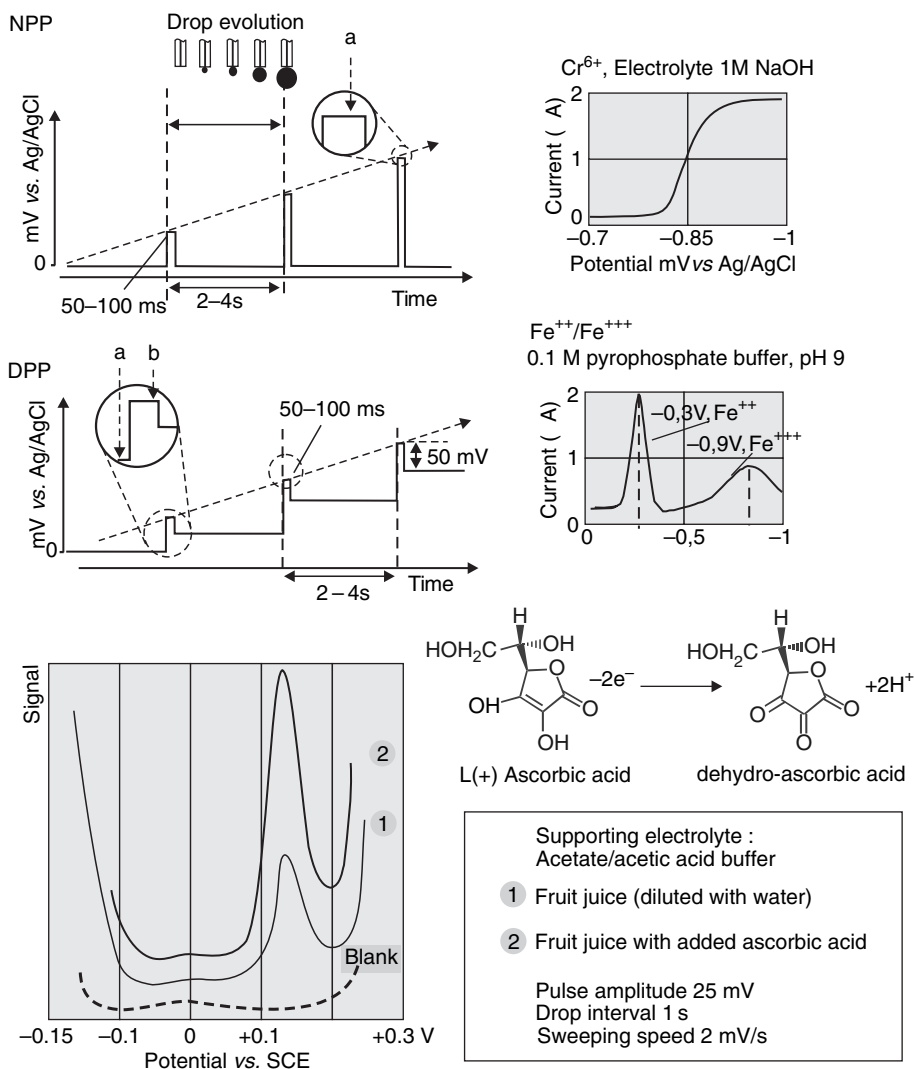 NPP
Drop evolution
a
mV vs. Ag/AgCl
0
50–100 ms
2–4s
Time
Cr6+, Electrolyte 1M NaOH
Current ( A)
2
1
0
–0.7
–0.85
–1
Potential mVvs Ag/AgCl
DPP
a
b
mV vs. Ag/AgCl
0
50–100 ms
50 mV
2 – 4s
Time
Fe++/Fe+++
0.1 M pyrophosphate buffer, pH 9
Current ( A)
2
1
0
–0,3V, Fe++
–0,9V, Fe+++
0
–0,5
–1
Signal
2
1
Blank
–0.15
–0.1
0
+0.1
+0.3 V
Potential vs. SCE
H
HOH2C
OH
O
OH
O
OH
–2e–
H
HOH2C
OH
O
O
O
O
+2H+
L(+) Ascorbic acid
dehydro-ascorbic acid
Supporting electrolyte :
Acetate/acetic acid buffer
1 Fruit juice (diluted with water)
2 Fruit juice with added ascorbic acid
Pulse amplitude 25 mV
Drop interval 1 s
Sweeping speed 2 mV/s